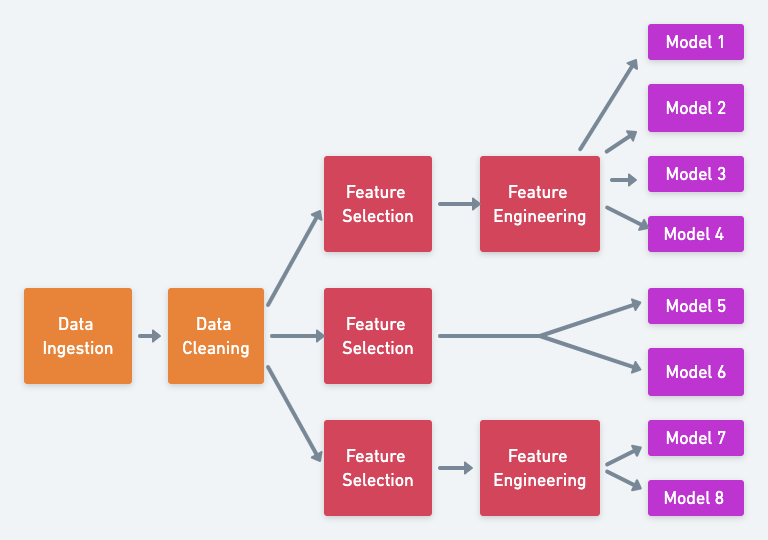 Model 1
Model 2
Model 3
Model 4
Feature
Selection
Feature
Engineering
Data
Ingestion
Data
Cleaning
Feature
Selection
Model 5
Model 6
Feature
Selection
Feature
Engineering
Model 7
Model 8